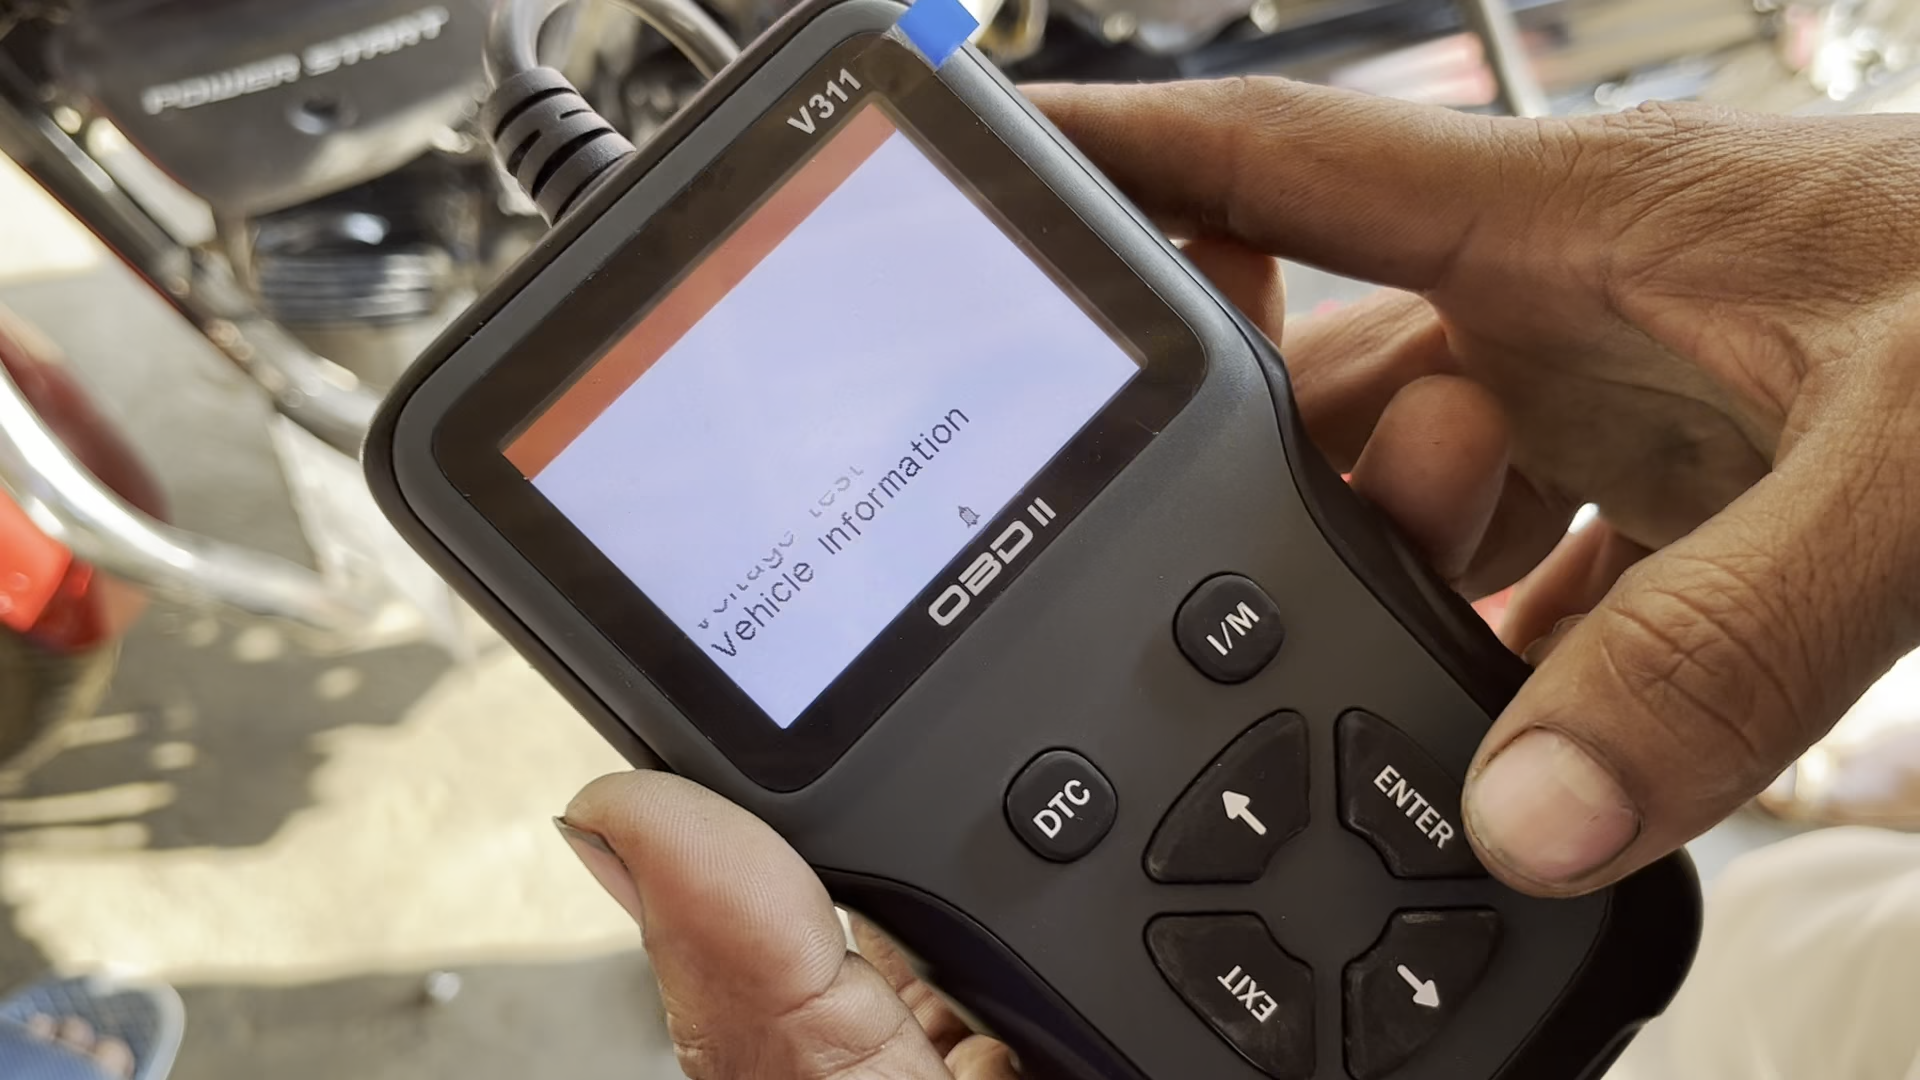 POWER START
V311
Vehicle Information
OBD II
I/M
DTC
ENTER
EXIT